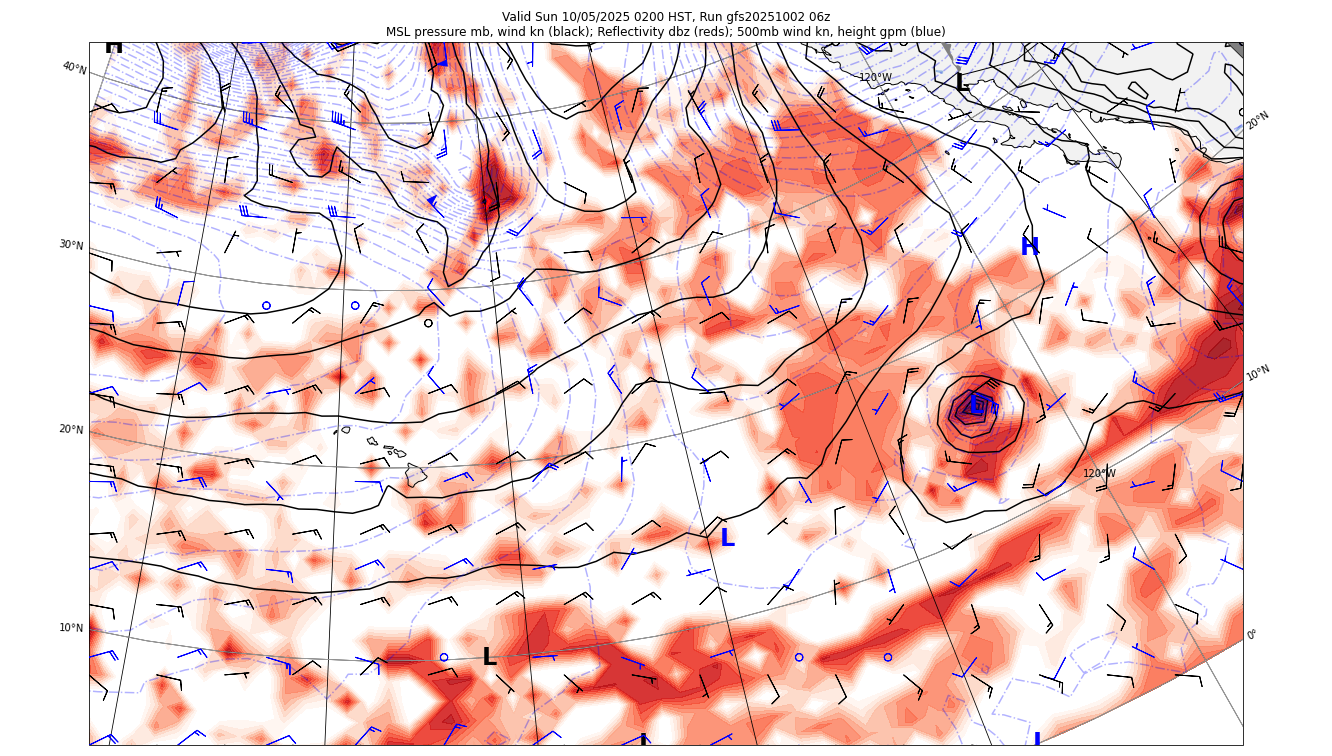 Valid Sun 10/05/2025 0200 HST, Run gfs20251002 06z
MSL pressure mb, wind kn (black); Reflectivity dbz (reds); 500mb wind kn, height gpm (blue)
H
40°N
120°W
L
20°N
30°N
H
10°N
L
20°N
120°W
L
10°N
0°
L
L
L